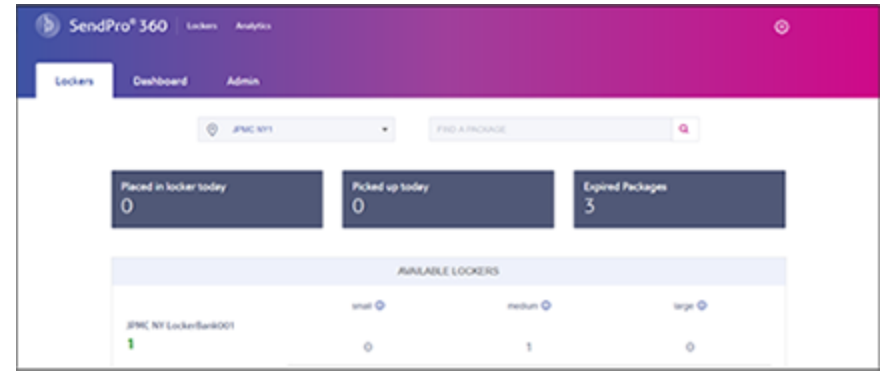 SendPro® 360 Lockers Analytics
Lockers Dashboard Admin
JPMC NY1 FIND A PACKAGE
Placed in locker today Picked up today Expired Packages
0 0 3
AVAILABLE LOCKERS
small medium large
JPMC NY LockerBank001
1 0 1 0